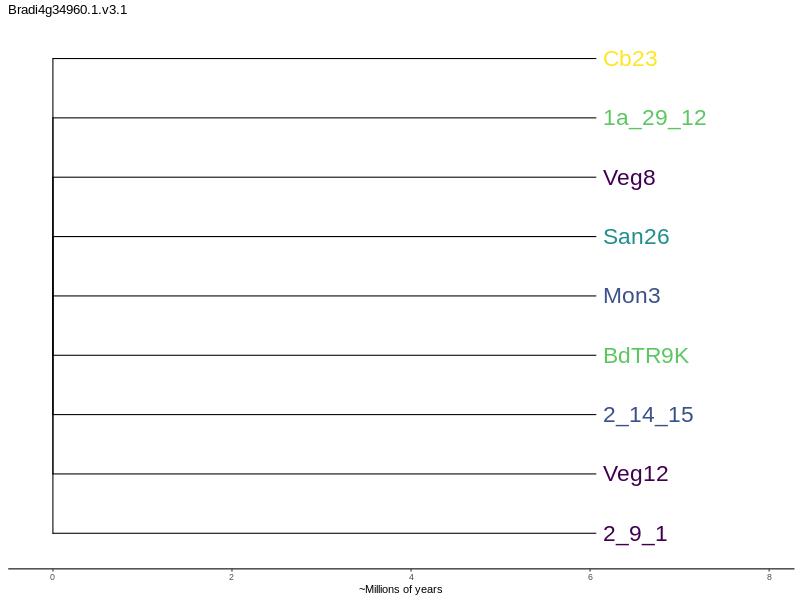 Bradi4g34960.1.v3.1
Cb23
1a_29_12
Veg8
San26
Mon3
BdTR9K
2_14_15
Veg12
2_9_1
0 2 4 6 8
~Millions of years